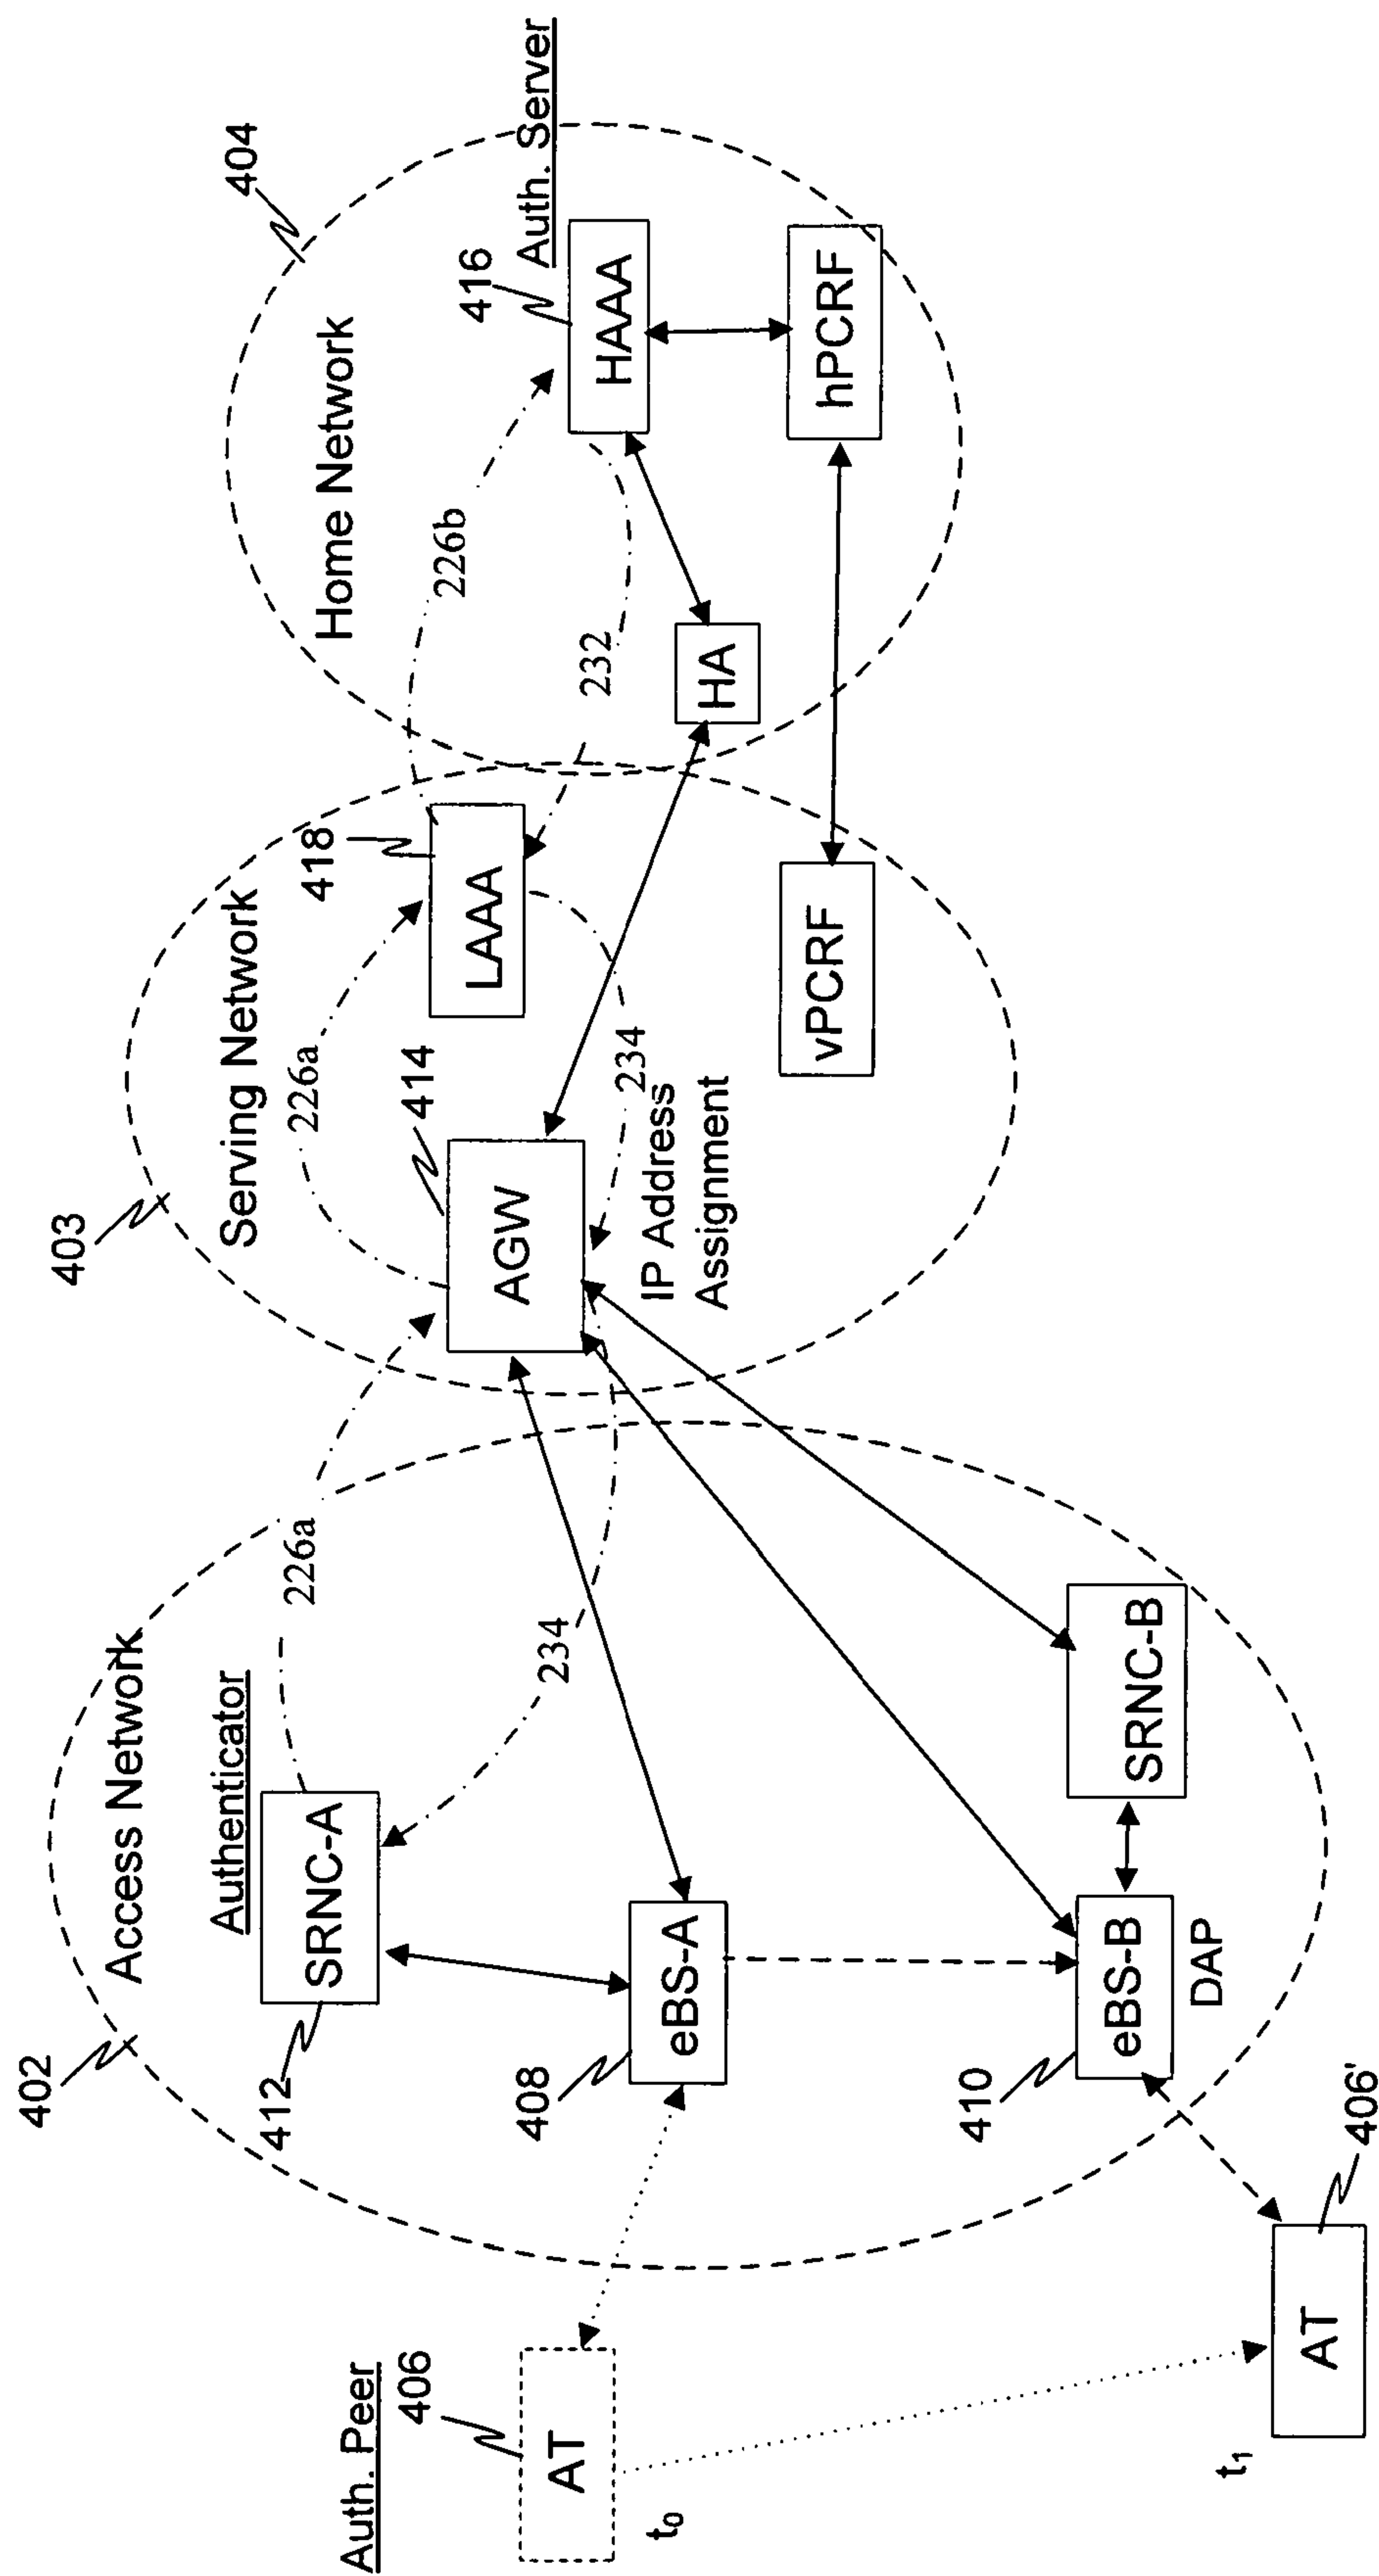 Auth. Peer
406
AT
t0
AT
406'
t1
402
Access Network
Authenticator
412
SRNC-A
226a
234
408
eBS-A
410
eBS-B
DAP
SRNC-B
403
Serving Network
226a
414
AGW
418
LAAA
234
IP Address
Assignment
vPCRF
404
Home Network
226b
232
416
Auth. Server
HAAA
HA
hPCRF